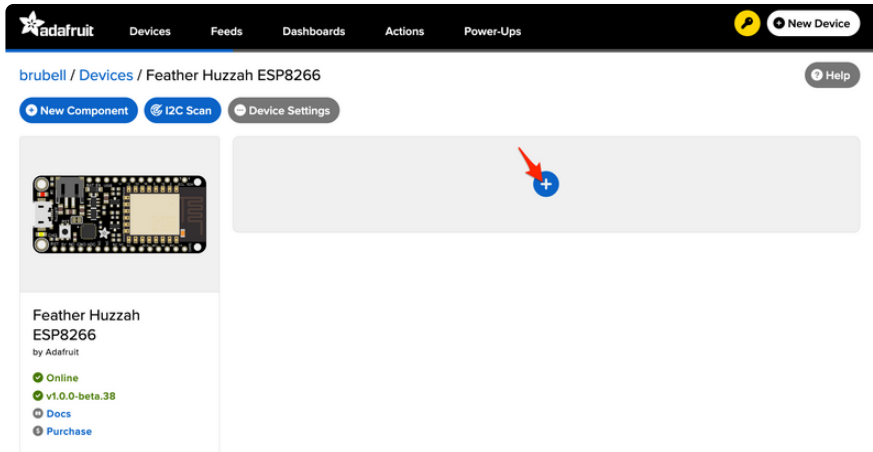 adafruit Devices Feeds Dashboards Actions Power-Ups New Device
brubell / Devices / Feather Huzzah ESP8266 Help
New Component I2C Scan Device Settings
Feather Huzzah
ESP8266
by Adafruit
Online
v1.0.0-beta.38
Docs
Purchase